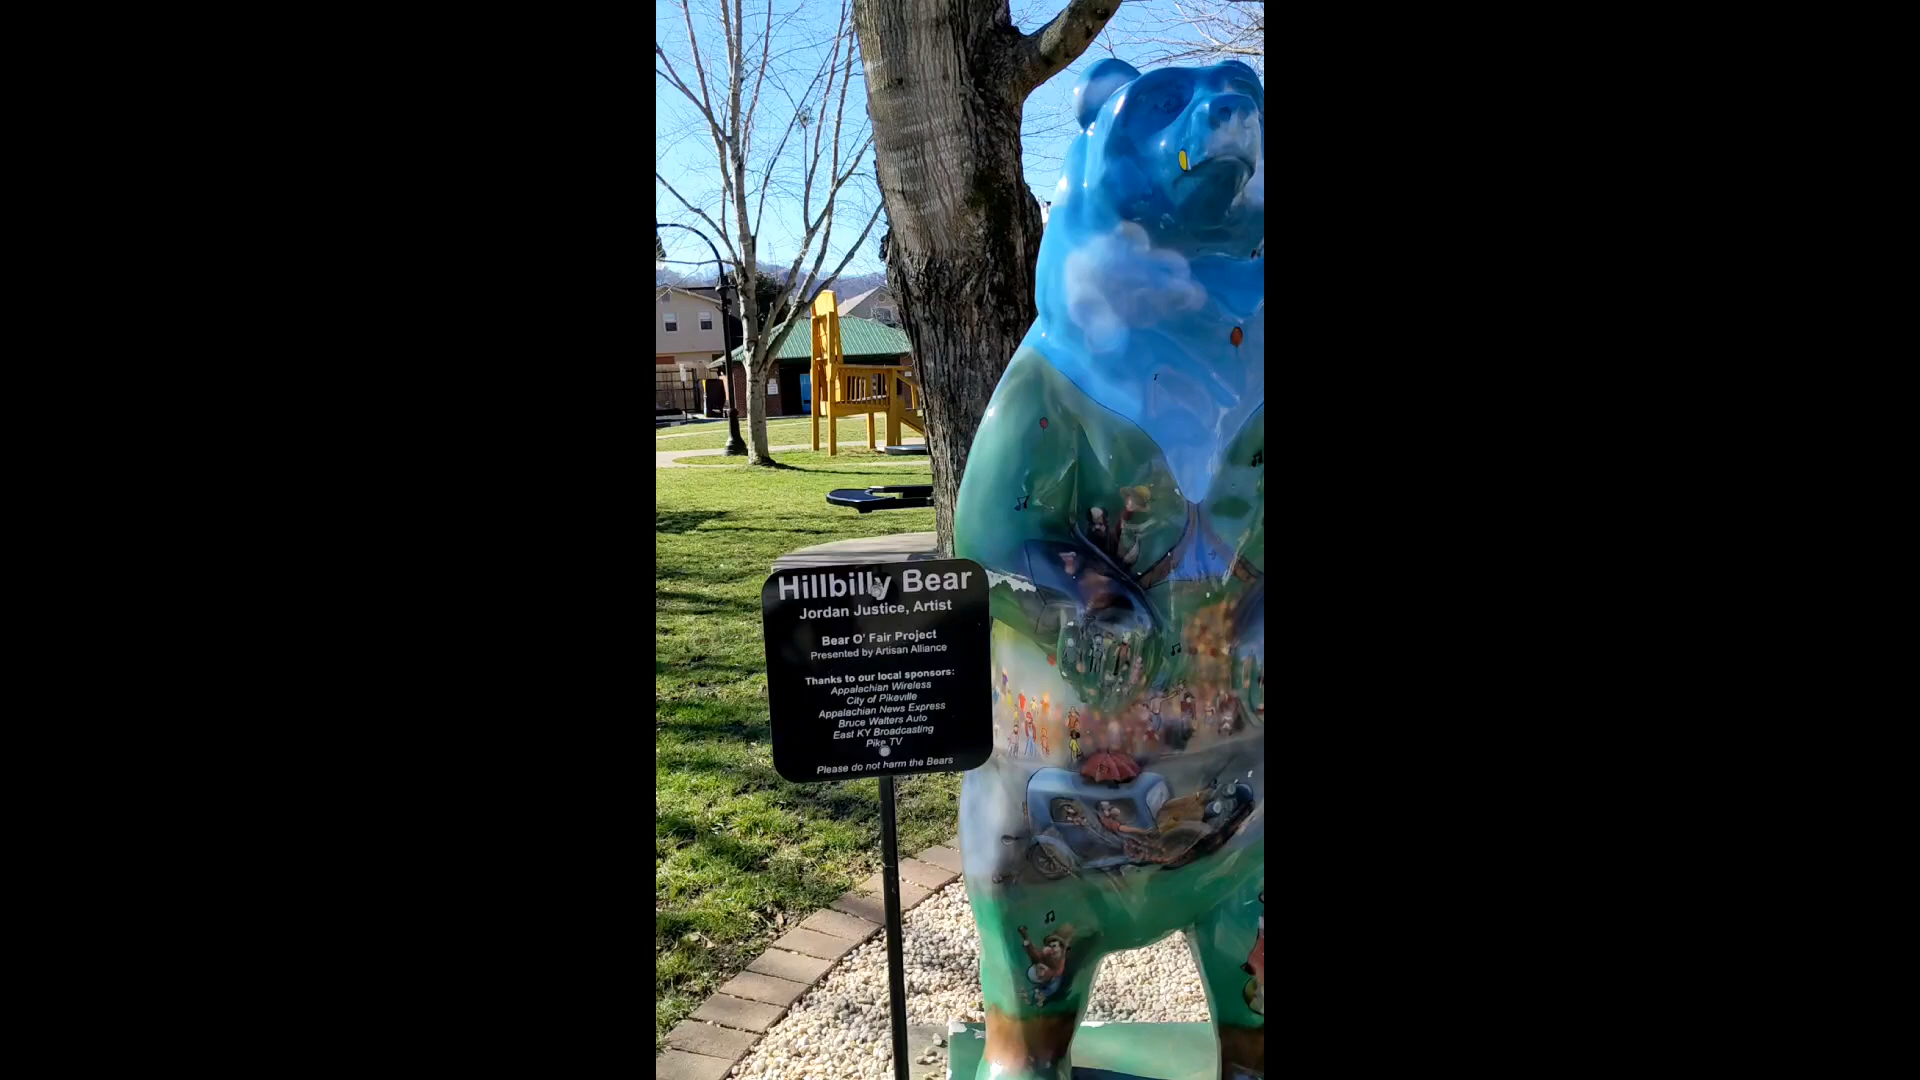 Hillbilly Bear
Jordan Justice, Artist
Bear O' Fair Project
Presented by Artisan Alliance
Thanks to our local sponsors:
Appalachian Wireless
City of Pikeville
Appalachian News Express
Bruce Walters Auto
East KY Broadcasting
Pike TV
Please do not harm the Bears